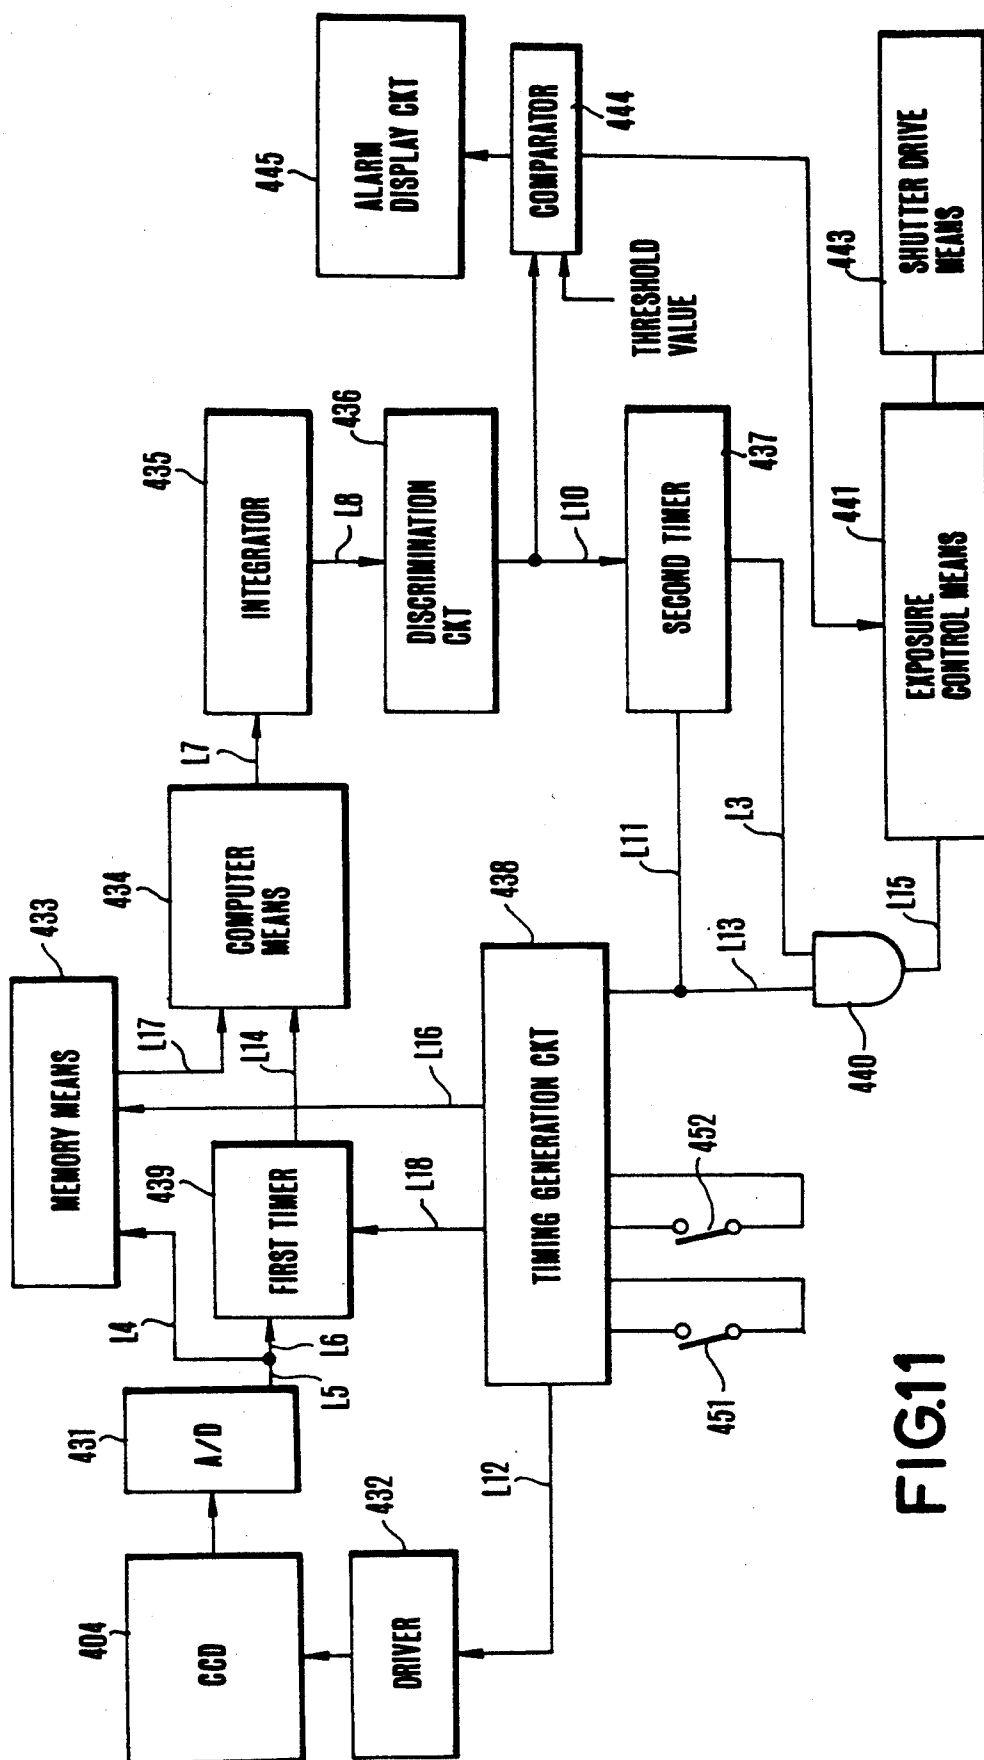 404
CCD
431
A/D
432
DRIVER
L12
L5
L4
L6
439
FIRST TIMER
L18
L14
433
MEMORY MEANS
L17
L16
434
COMPUTER
MEANS
L7
435
INTEGRATOR
L8
436
DISCRIMINATION
CKT
L10
437
SECOND TIMER
L11
L3
438
TIMING GENERATION CKT
451
452
L13
440
L15
441
EXPOSURE
CONTROL MEANS
443
SHUTTER DRIVE
MEANS
THRESHOLD
VALUE
444
COMPARATOR
445
ALARM
DISPLAY CKT
FIG.11